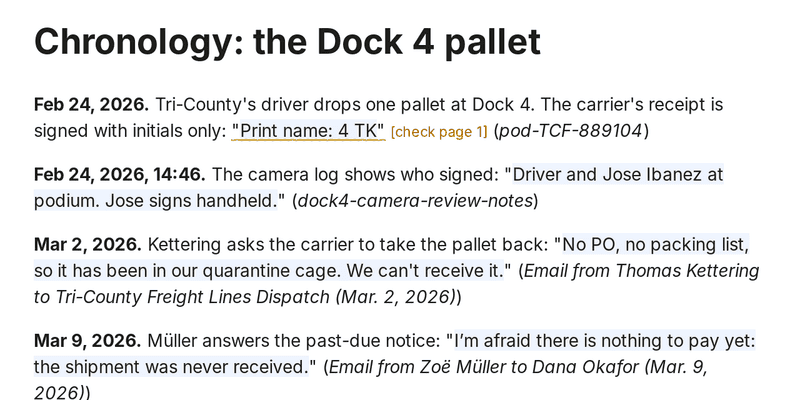 Chronology: the Dock 4 pallet
Feb 24, 2026. Tri-County's driver drops one pallet at Dock 4. The carrier's receipt is
signed with initials only: "Print name: 4 TK" [check page 1] (pod-TCF-889104)
Feb 24, 2026, 14:46. The camera log shows who signed: "Driver and Jose Ibanez at
podium. Jose signs handheld." (dock4-camera-review-notes)
Mar 2, 2026. Kettering asks the carrier to take the pallet back: "No PO, no packing list,
so it has been in our quarantine cage. We can't receive it." (Email from Thomas Kettering
to Tri-County Freight Lines Dispatch (Mar. 2, 2026))
Mar 9, 2026. Müller answers the past-due notice: "I’m afraid there is nothing to pay yet:
the shipment was never received." (Email from Zoë Müller to Dana Okafor (Mar. 9,
2026))